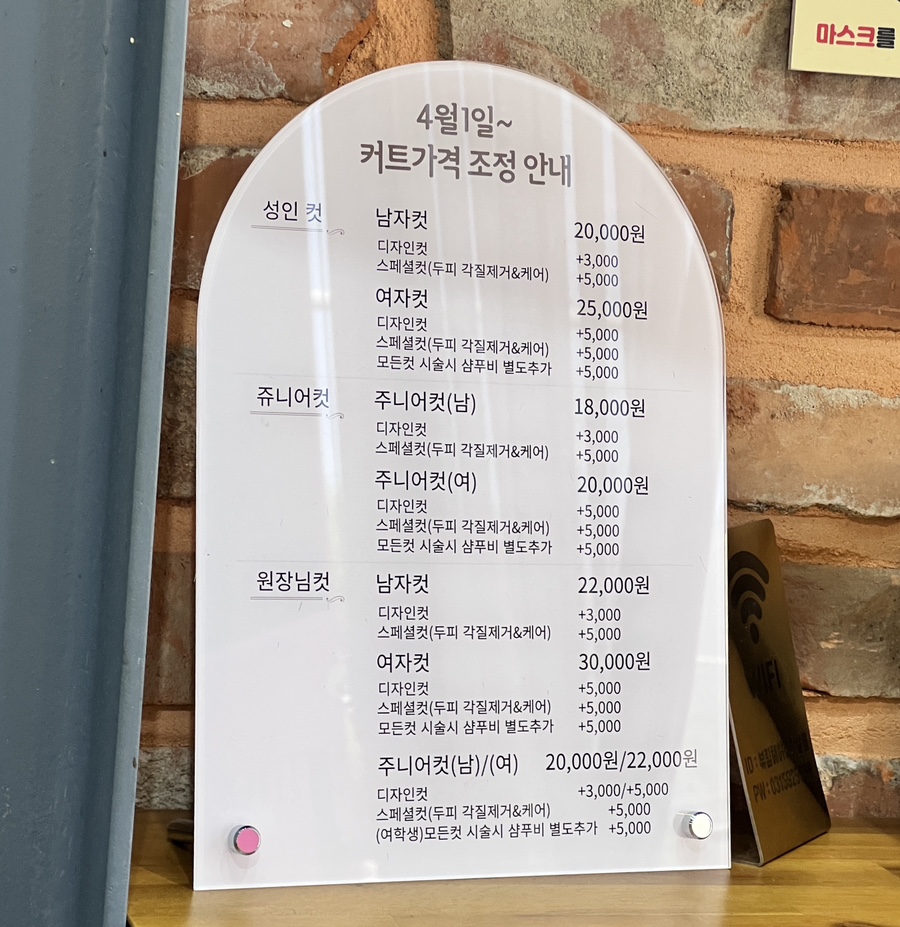 마스크를
4월1일~
커트가격 조정 안내
성인 컷
남자컷 20,000원
디자인컷 +3,000
스페셜컷(두피 각질제거&케어) +5,000
여자컷 25,000원
디자인컷 +5,000
스페셜컷(두피 각질제거&케어) +5,000
모든컷 시술시 샴푸비 별도추가 +5,000
쥬니어컷
주니어컷(남) 18,000원
디자인컷 +3,000
스페셜컷(두피 각질제거&케어) +5,000
주니어컷(여) 20,000원
디자인컷 +5,000
스페셜컷(두피 각질제거&케어) +5,000
모든컷 시술시 샴푸비 별도추가 +5,000
원장님컷
남자컷 22,000원
디자인컷 +3,000
스페셜컷(두피 각질제거&케어) +5,000
여자컷 30,000원
디자인컷 +5,000
스페셜컷(두피 각질제거&케어) +5,000
모든컷 시술시 샴푸비 별도추가 +5,000
주니어컷(남)/(여) 20,000원/22,000원
디자인컷 +3,000/+5,000
스페셜컷(두피 각질제거&케어) +5,000
(여학생)모든컷 시술시 샴푸비 별도추가 +5,000
ID :
PW :